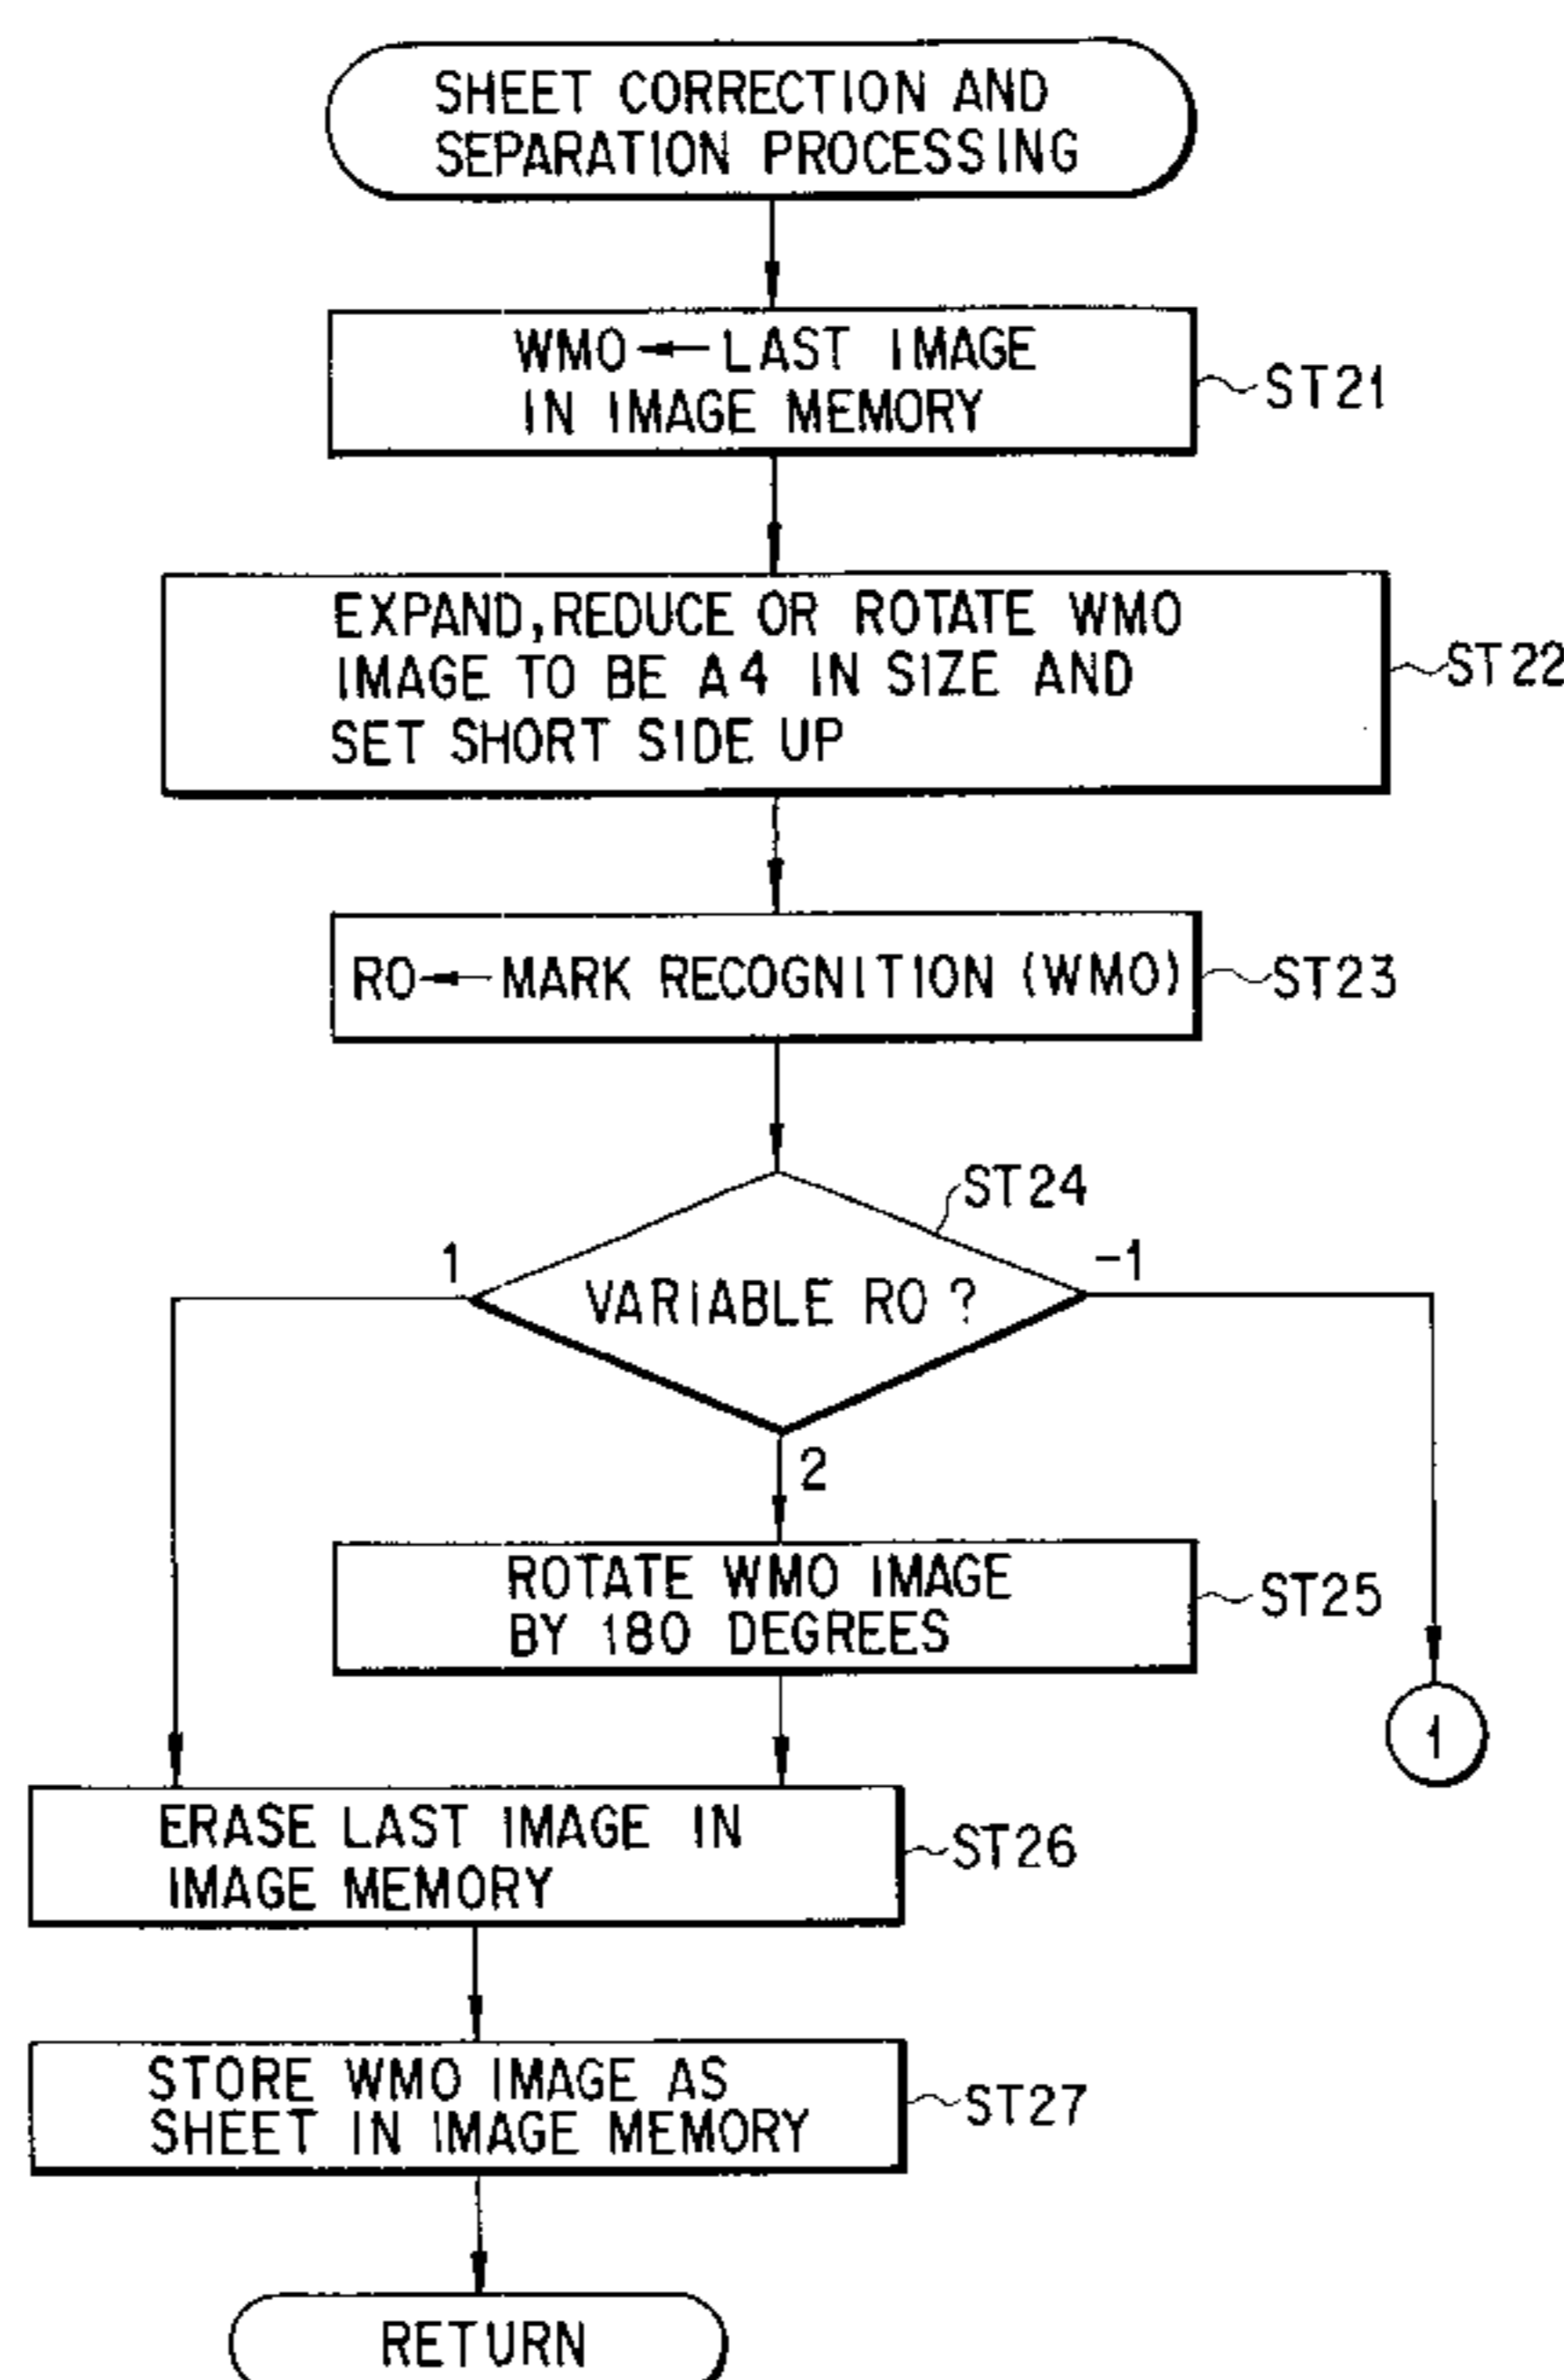 SHEET CORRECTION AND
SEPARATION PROCESSING
WMO ← LAST IMAGE
IN IMAGE MEMORY
ST21
EXPAND, REDUCE OR ROTATE WMO
IMAGE TO BE A4 IN SIZE AND
SET SHORT SIDE UP
ST22
RO ← MARK RECOGNITION (WMO)
ST23
ST24
1
-1
VARIABLE RO ?
2
ROTATE WMO IMAGE
BY 180 DEGREES
ST25
1
ERASE LAST IMAGE IN
IMAGE MEMORY
ST26
STORE WMO IMAGE AS
SHEET IN IMAGE MEMORY
ST27
RETURN